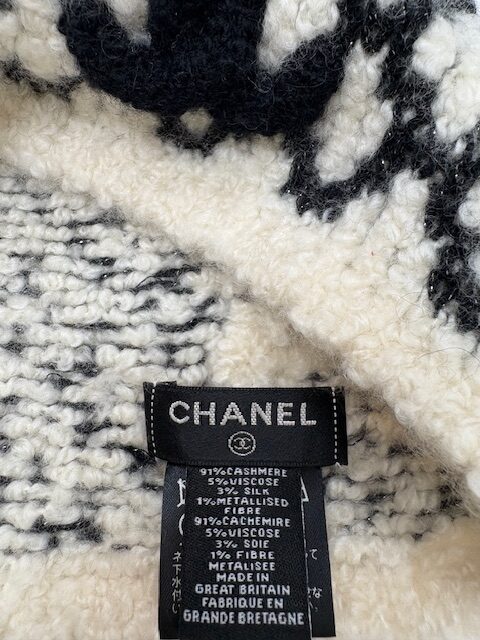 CHANEL
91%CASHMERE
5%VISCOSE
3% SILK
1%METALLISED
FIBRE
91%CACHEMIRE
5%VISCOSE
3% SOIE
1% FIBRE
METALISEE
MADE IN
GREAT BRITAIN
FABRIQUE EN
GRANDE BRETAGNE